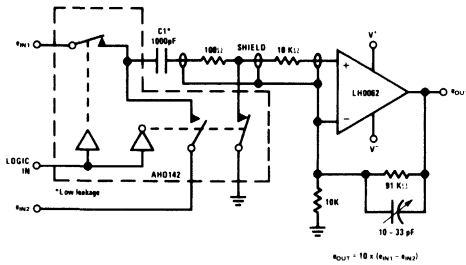 C1*
1000pF
100Ω
SHIELD
10 KΩ
V+
eIN1
+
LH0062
eOUT
−
V−
LOGIC
IN
AHD142
*Low leakage
91 KΩ
10K
eIN2
10 - 33 pF
eOUT = 10 x (eIN1 - eIN2)